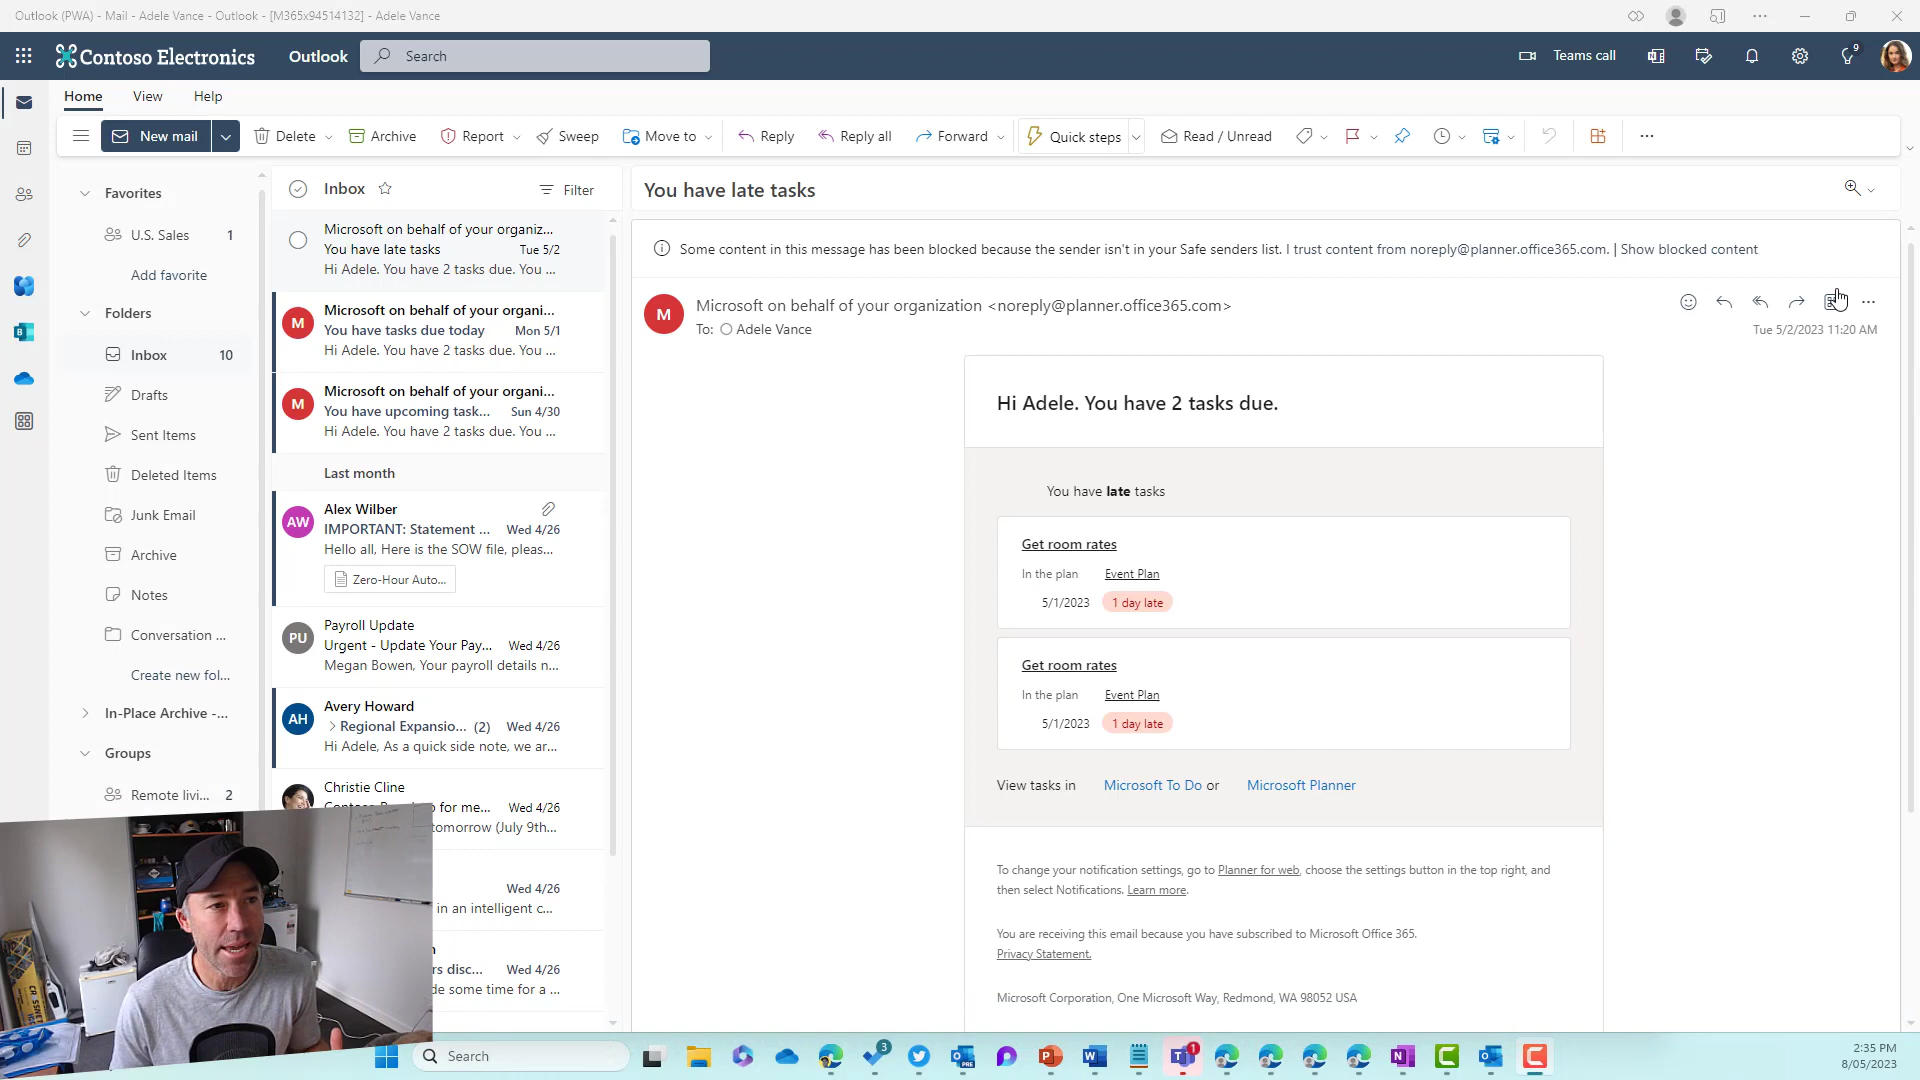 Outlook (PWA) - Mail - Adele Vance - Outlook - [M365x94514132] - Adele Vance
Contoso Electronics
Outlook
Search
Teams call
9
Home
View
Help
New mail
Delete
Archive
Report
Sweep
Move to
Reply
Reply all
Forward
Quick steps
Read / Unread
Favorites
U.S. Sales 1
Add favorite
Folders
Inbox 10
Drafts
Sent Items
Deleted Items
Junk Email
Archive
Notes
Conversation ...
Create new fol...
In-Place Archive -...
Groups
Remote livi... 2
Inbox
Filter
Microsoft on behalf of your organiz...
You have late tasks Tue 5/2
Hi Adele. You have 2 tasks due. You ...
M
Microsoft on behalf of your organi...
You have tasks due today Mon 5/1
Hi Adele. You have 2 tasks due. You ...
M
Microsoft on behalf of your organi...
You have upcoming task... Sun 4/30
Hi Adele. You have 2 tasks due. You ...
Last month
AW
Alex Wilber
IMPORTANT: Statement ... Wed 4/26
Hello all, Here is the SOW file, pleas...
Zero-Hour Auto...
PU
Payroll Update
Urgent - Update Your Pay... Wed 4/26
Megan Bowen, Your payroll details n...
AH
Avery Howard
Regional Expansio... (2) Wed 4/26
Hi Adele, As a quick side note, we ar...
Christie Cline
for me... Wed 4/26
tomorrow (July 9th...
Wed 4/26
in an intelligent c...
rs disc... Wed 4/26
de some time for a ...
You have late tasks
Some content in this message has been blocked because the sender isn't in your Safe senders list. I trust content from noreply@planner.office365.com. | Show blocked content
M
Microsoft on behalf of your organization <noreply@planner.office365.com>
To: Adele Vance
Tue 5/2/2023 11:20 AM
Hi Adele. You have 2 tasks due.
You have late tasks
Get room rates
In the plan Event Plan
5/1/2023 1 day late
Get room rates
In the plan Event Plan
5/1/2023 1 day late
View tasks in Microsoft To Do or Microsoft Planner
To change your notification settings, go to Planner for web, choose the settings button in the top right, and
then select Notifications. Learn more.
You are receiving this email because you have subscribed to Microsoft Office 365.
Privacy Statement.
Microsoft Corporation, One Microsoft Way, Redmond, WA 98052 USA
Search
3
1
2:35 PM
8/05/2023